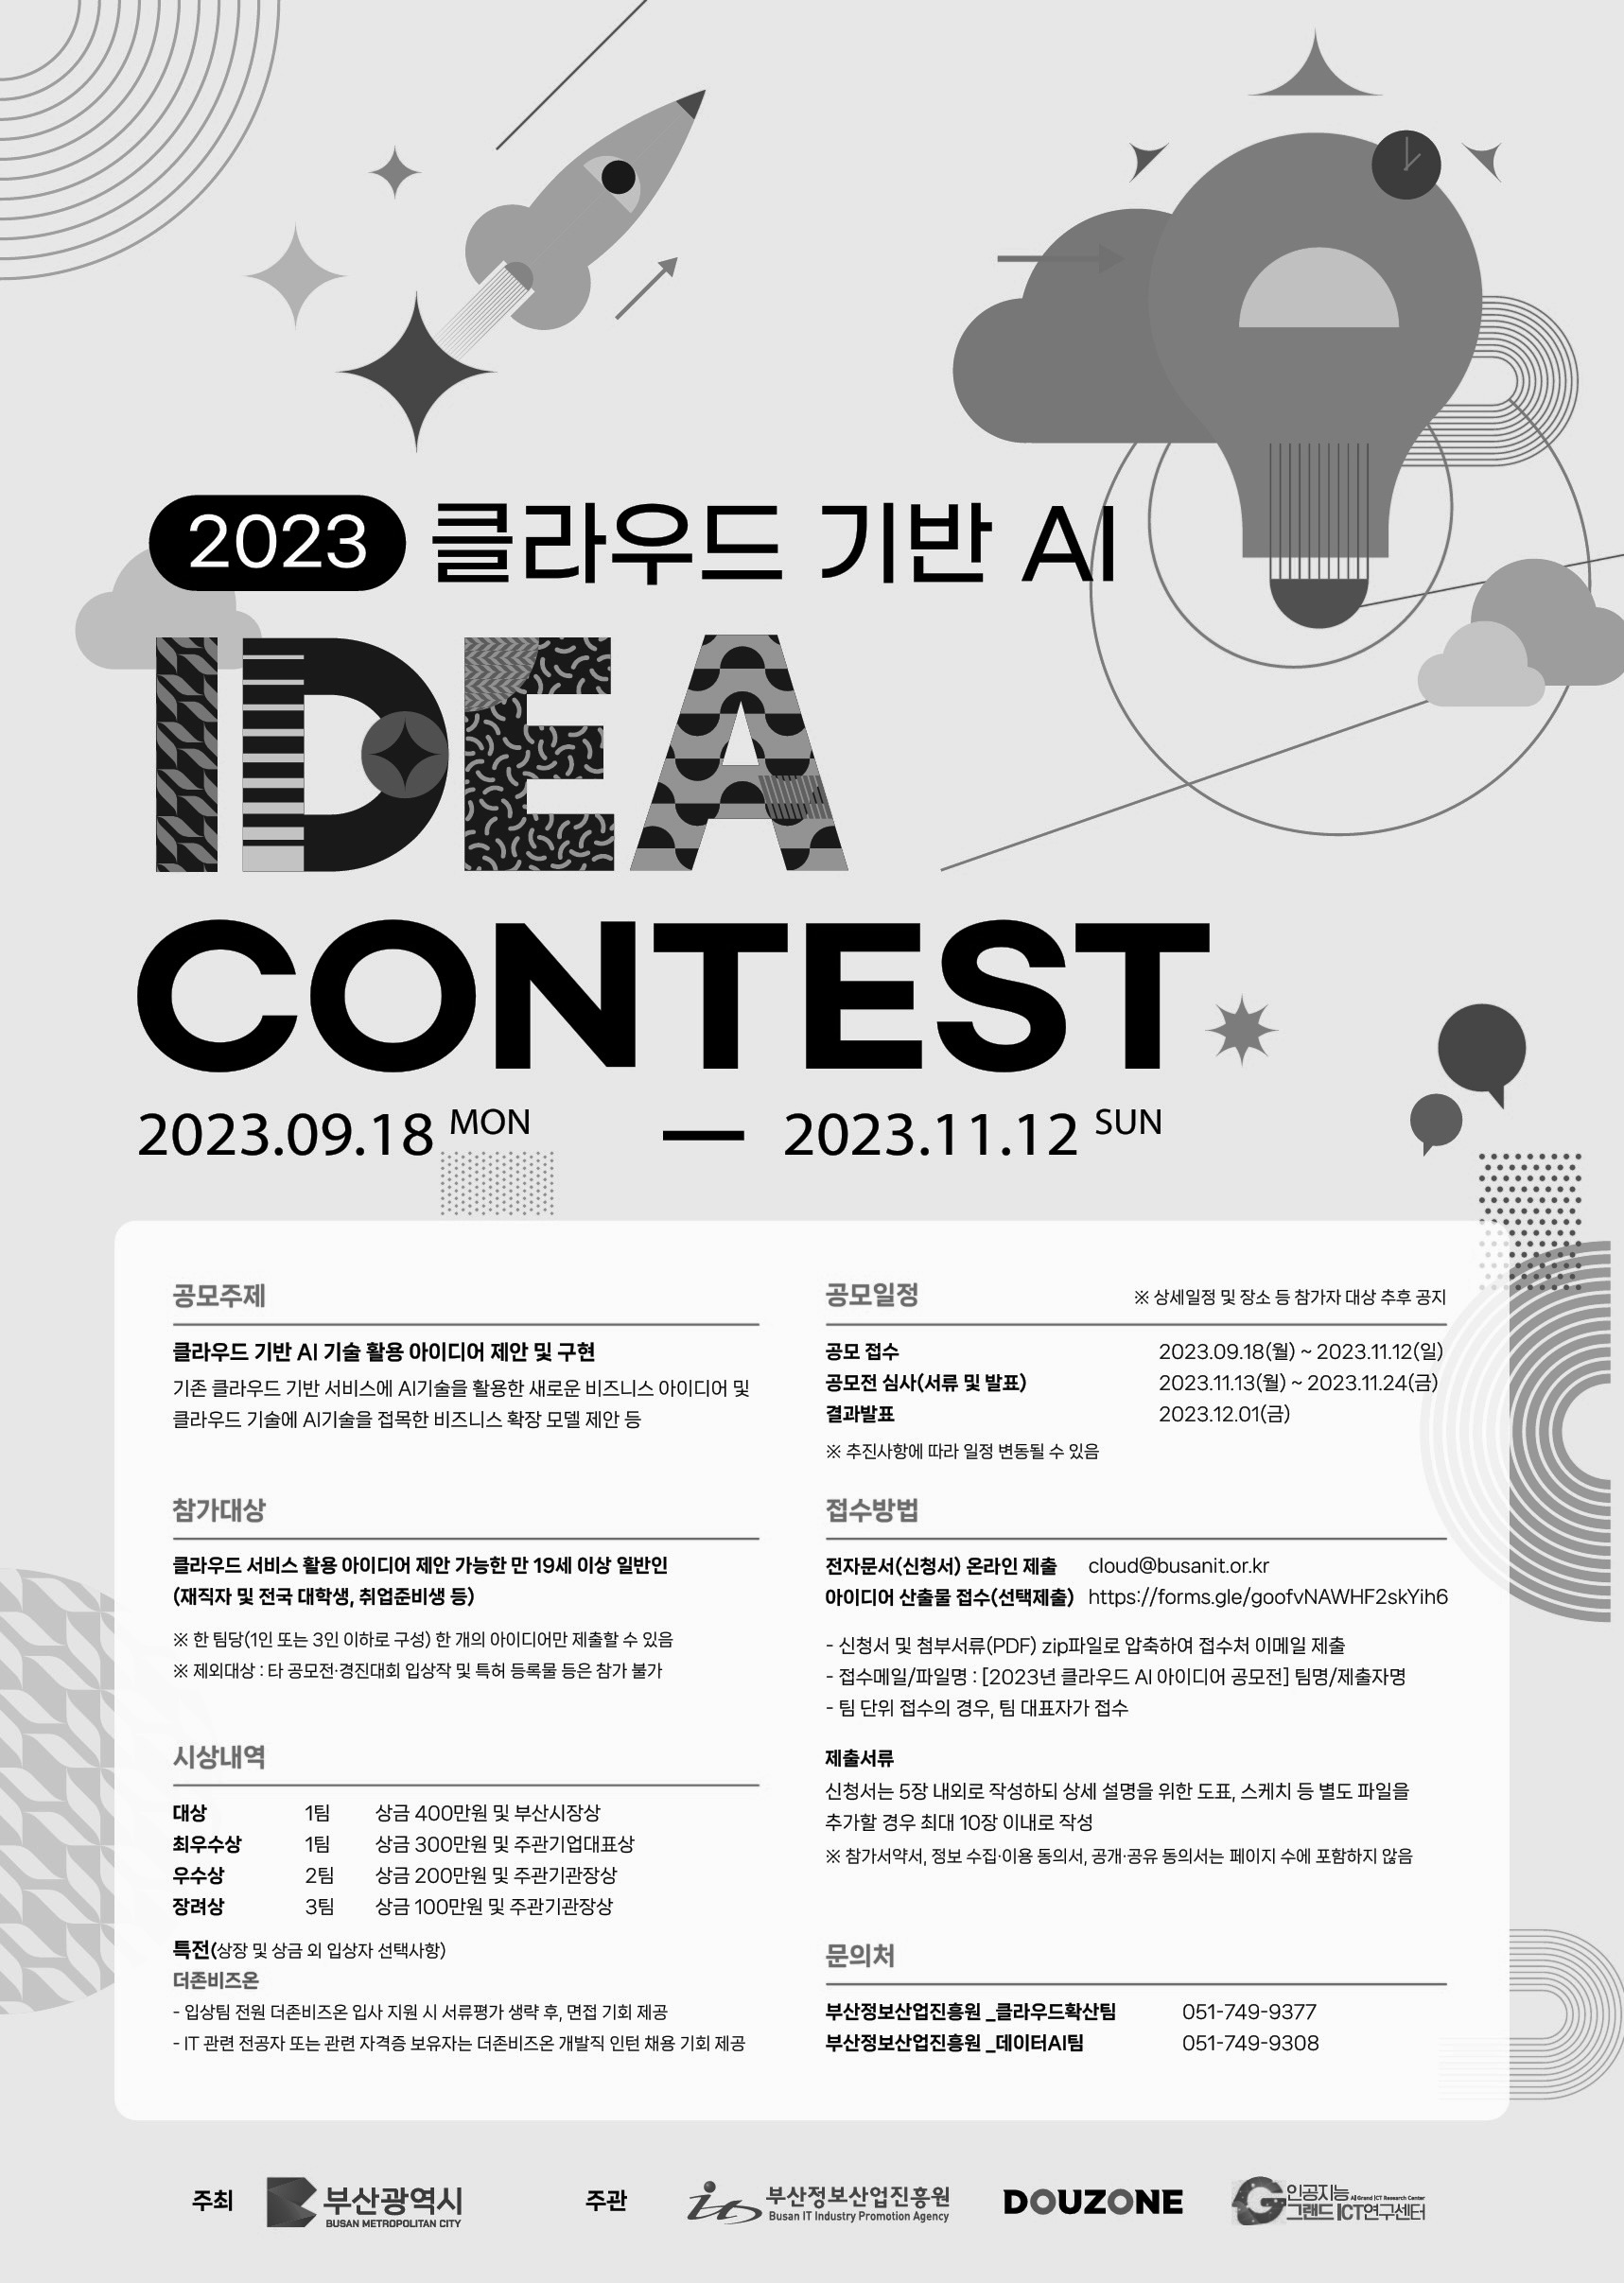 2023 클라우드 기반 AI
IDEA
CONTEST
2023.09.18 MON — 2023.11.12 SUN
공모주제
클라우드 기반 AI 기술 활용 아이디어 제안 및 구현
기존 클라우드 기반 서비스에 AI기술을 활용한 새로운 비즈니스 아이디어 및
클라우드 기술에 AI기술을 접목한 비즈니스 확장 모델 제안 등
참가대상
클라우드 서비스 활용 아이디어 제안 가능한 만 19세 이상 일반인
(재직자 및 전국 대학생, 취업준비생 등)
※ 한 팀당(1인 또는 3인 이하로 구성) 한 개의 아이디어만 제출할 수 있음
※ 제외대상 : 타 공모전·경진대회 입상작 및 특허 등록물 등은 참가 불가
시상내역
대상 1팀 상금 400만원 및 부산시장상
최우수상 1팀 상금 300만원 및 주관기업대표상
우수상 2팀 상금 200만원 및 주관기관장상
장려상 3팀 상금 100만원 및 주관기관장상
특전(상장 및 상금 외 입상자 선택사항)
더존비즈온
- 입상팀 전원 더존비즈온 입사 지원 시 서류평가 생략 후, 면접 기회 제공
- IT 관련 전공자 또는 관련 자격증 보유자는 더존비즈온 개발직 인턴 채용 기회 제공
공모일정 ※ 상세일정 및 장소 등 참가자 대상 추후 공지
공모 접수 2023.09.18(월) ~ 2023.11.12(일)
공모전 심사(서류 및 발표) 2023.11.13(월) ~ 2023.11.24(금)
결과발표 2023.12.01(금)
※ 추진사항에 따라 일정 변동될 수 있음
접수방법
전자문서(신청서) 온라인 제출 cloud@busanit.or.kr
아이디어 산출물 접수(선택제출) https://forms.gle/goofvNAWHF2skYih6
- 신청서 및 첨부서류(PDF) zip파일로 압축하여 접수처 이메일 제출
- 접수메일/파일명 : [2023년 클라우드 AI 아이디어 공모전] 팀명/제출자명
- 팀 단위 접수의 경우, 팀 대표자가 접수
제출서류
신청서는 5장 내외로 작성하되 상세 설명을 위한 도표, 스케치 등 별도 파일을
추가할 경우 최대 10장 이내로 작성
※ 참가서약서, 정보 수집·이용 동의서, 공개·공유 동의서는 페이지 수에 포함하지 않음
문의처
부산정보산업진흥원 _클라우드확산팀 051-749-9377
부산정보산업진흥원 _데이터AI팀 051-749-9308
주최 부산광역시
BUSAN METROPOLITAN CITY
주관 부산정보산업진흥원
Busan IT Industry Promotion Agency
DOUZONE
인공지능 AI Grand ICT Research Center
그랜드 ICT연구센터